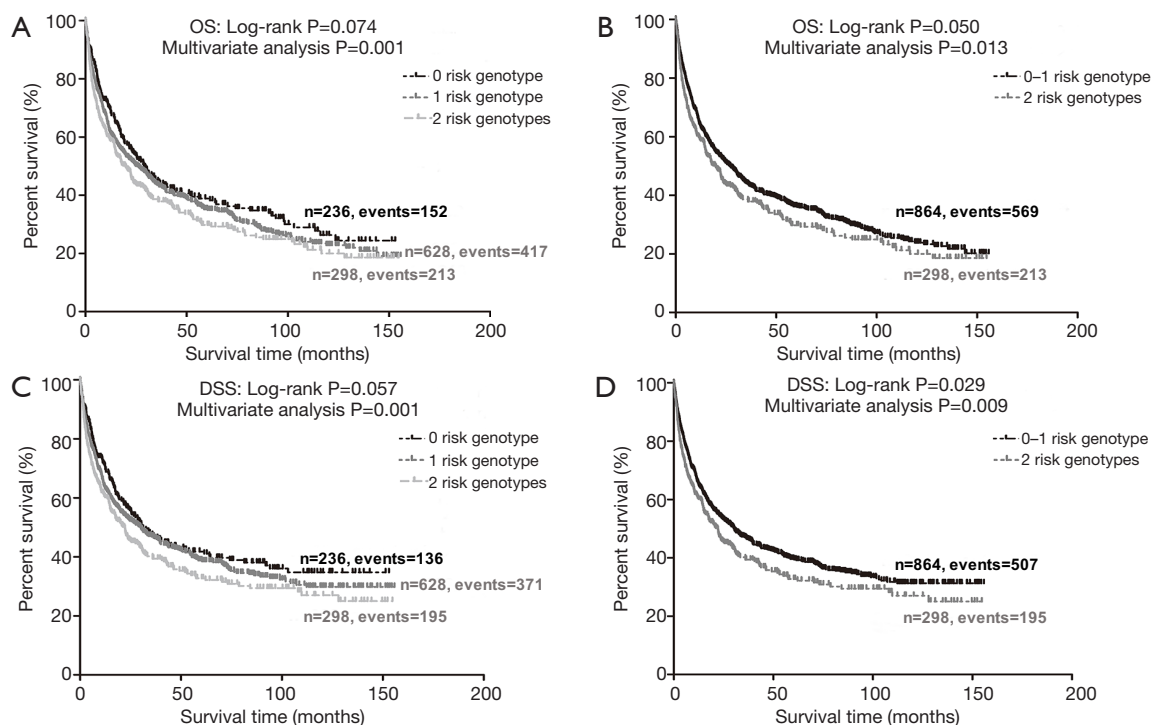 A
OS: Log-rank P=0.074
Multivariate analysis P=0.001
0 risk genotype
1 risk genotype
2 risk genotypes
n=236, events=152
n=628, events=417
n=298, events=213
Percent survival (%)
100
80
60
40
20
0
0 50 100 150 200
Survival time (months)
B
OS: Log-rank P=0.050
Multivariate analysis P=0.013
0–1 risk genotype
2 risk genotypes
n=864, events=569
n=298, events=213
Percent survival (%)
100
80
60
40
20
0
0 50 100 150 200
Survival time (months)
C
DSS: Log-rank P=0.057
Multivariate analysis P=0.001
0 risk genotype
1 risk genotype
2 risk genotypes
n=236, events=136
n=628, events=371
n=298, events=195
Percent survival (%)
100
80
60
40
20
0
0 50 100 150 200
Survival time (months)
D
DSS: Log-rank P=0.029
Multivariate analysis P=0.009
0–1 risk genotype
2 risk genotypes
n=864, events=507
n=298, events=195
Percent survival (%)
100
80
60
40
20
0
0 50 100 150 200
Survival time (months)